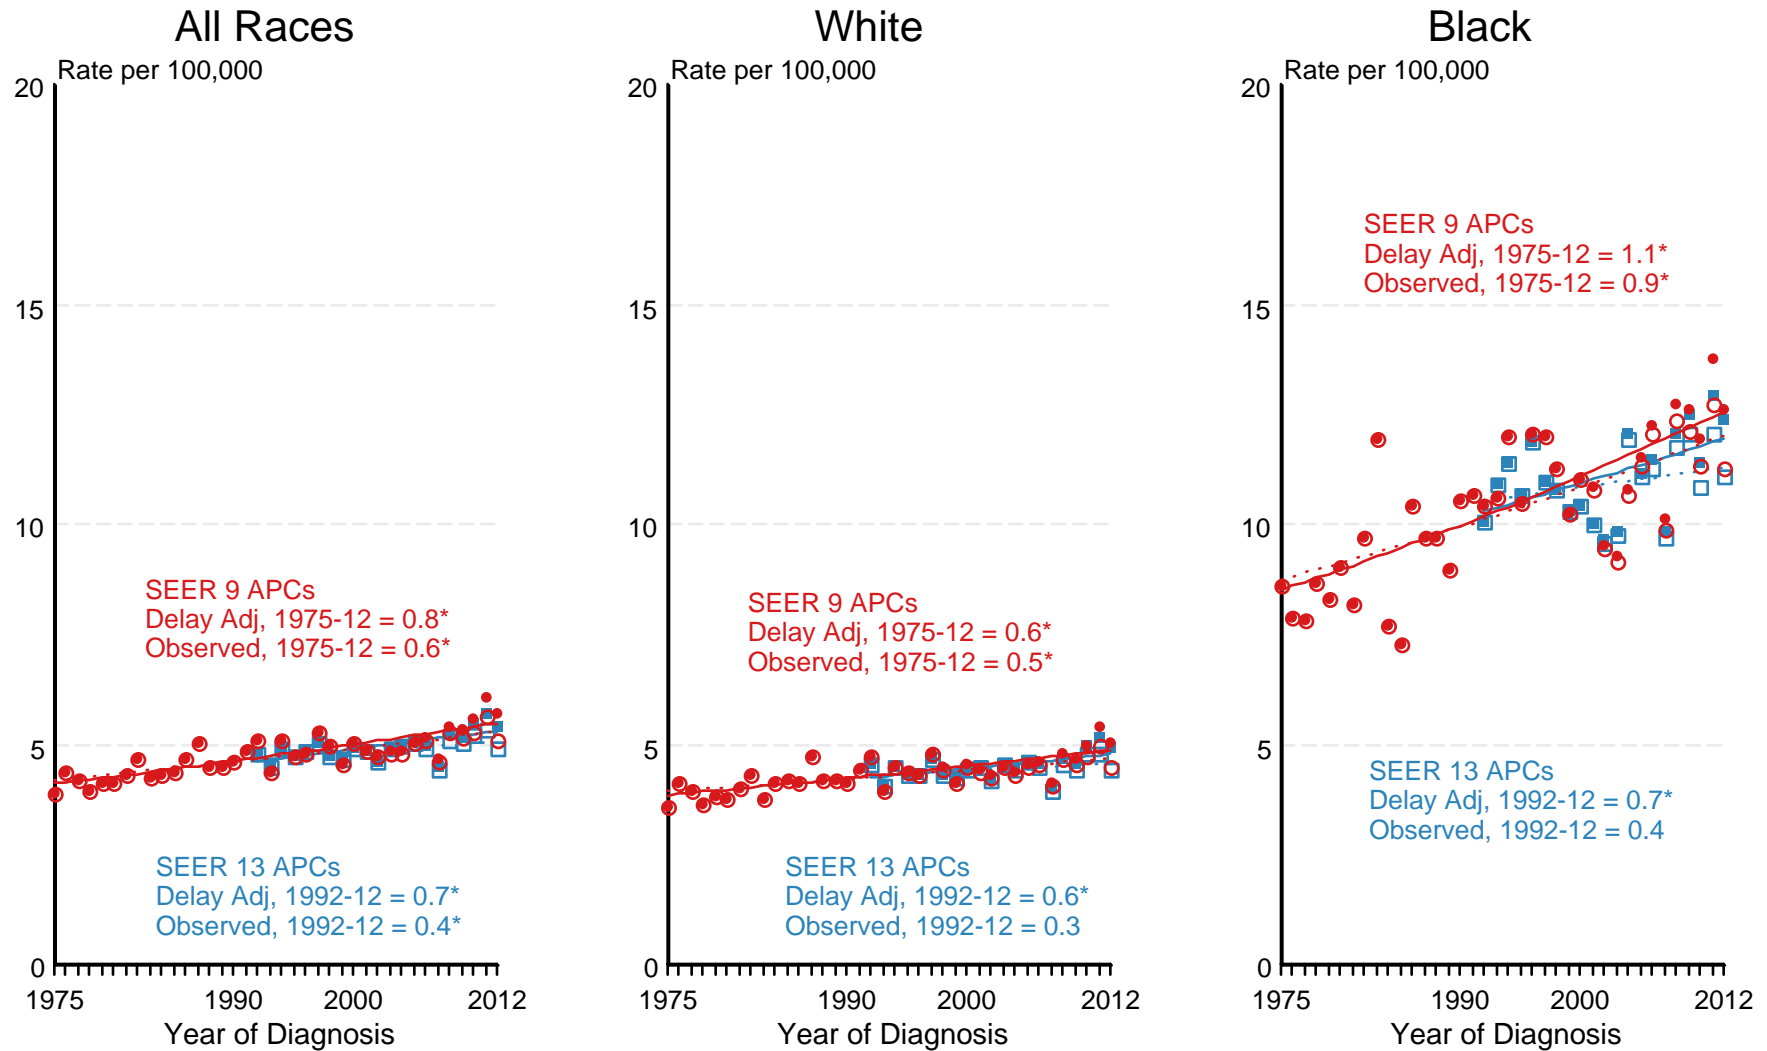 All Races
Rate per 100,000
20
15
10
5
0
SEER 9 APCs
Delay Adj, 1975-12 = 0.8*
Observed, 1975-12 = 0.6*
SEER 13 APCs
Delay Adj, 1992-12 = 0.7*
Observed, 1992-12 = 0.4*
1975 1990 2000 2012
Year of Diagnosis
White
Rate per 100,000
20
15
10
5
0
SEER 9 APCs
Delay Adj, 1975-12 = 0.6*
Observed, 1975-12 = 0.5*
SEER 13 APCs
Delay Adj, 1992-12 = 0.6*
Observed, 1992-12 = 0.3
1975 1990 2000 2012
Year of Diagnosis
Black
Rate per 100,000
20
15
10
5
0
SEER 9 APCs
Delay Adj, 1975-12 = 1.1*
Observed, 1975-12 = 0.9*
SEER 13 APCs
Delay Adj, 1992-12 = 0.7*
Observed, 1992-12 = 0.4
1975 1990 2000 2012
Year of Diagnosis